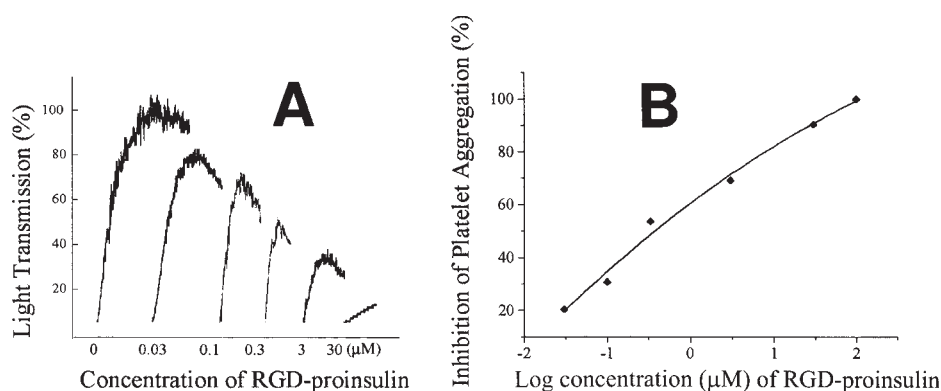 A
Light Transmission (%)
100
80
60
40
20
0 0.03 0.1 0.3 3 30 (μM)
Concentration of RGD-proinsulin
B
Inhibition of Platelet Aggregation (%)
100
80
60
40
20
-2 -1 0 1 2
Log concentration (μM) of RGD-proinsulin